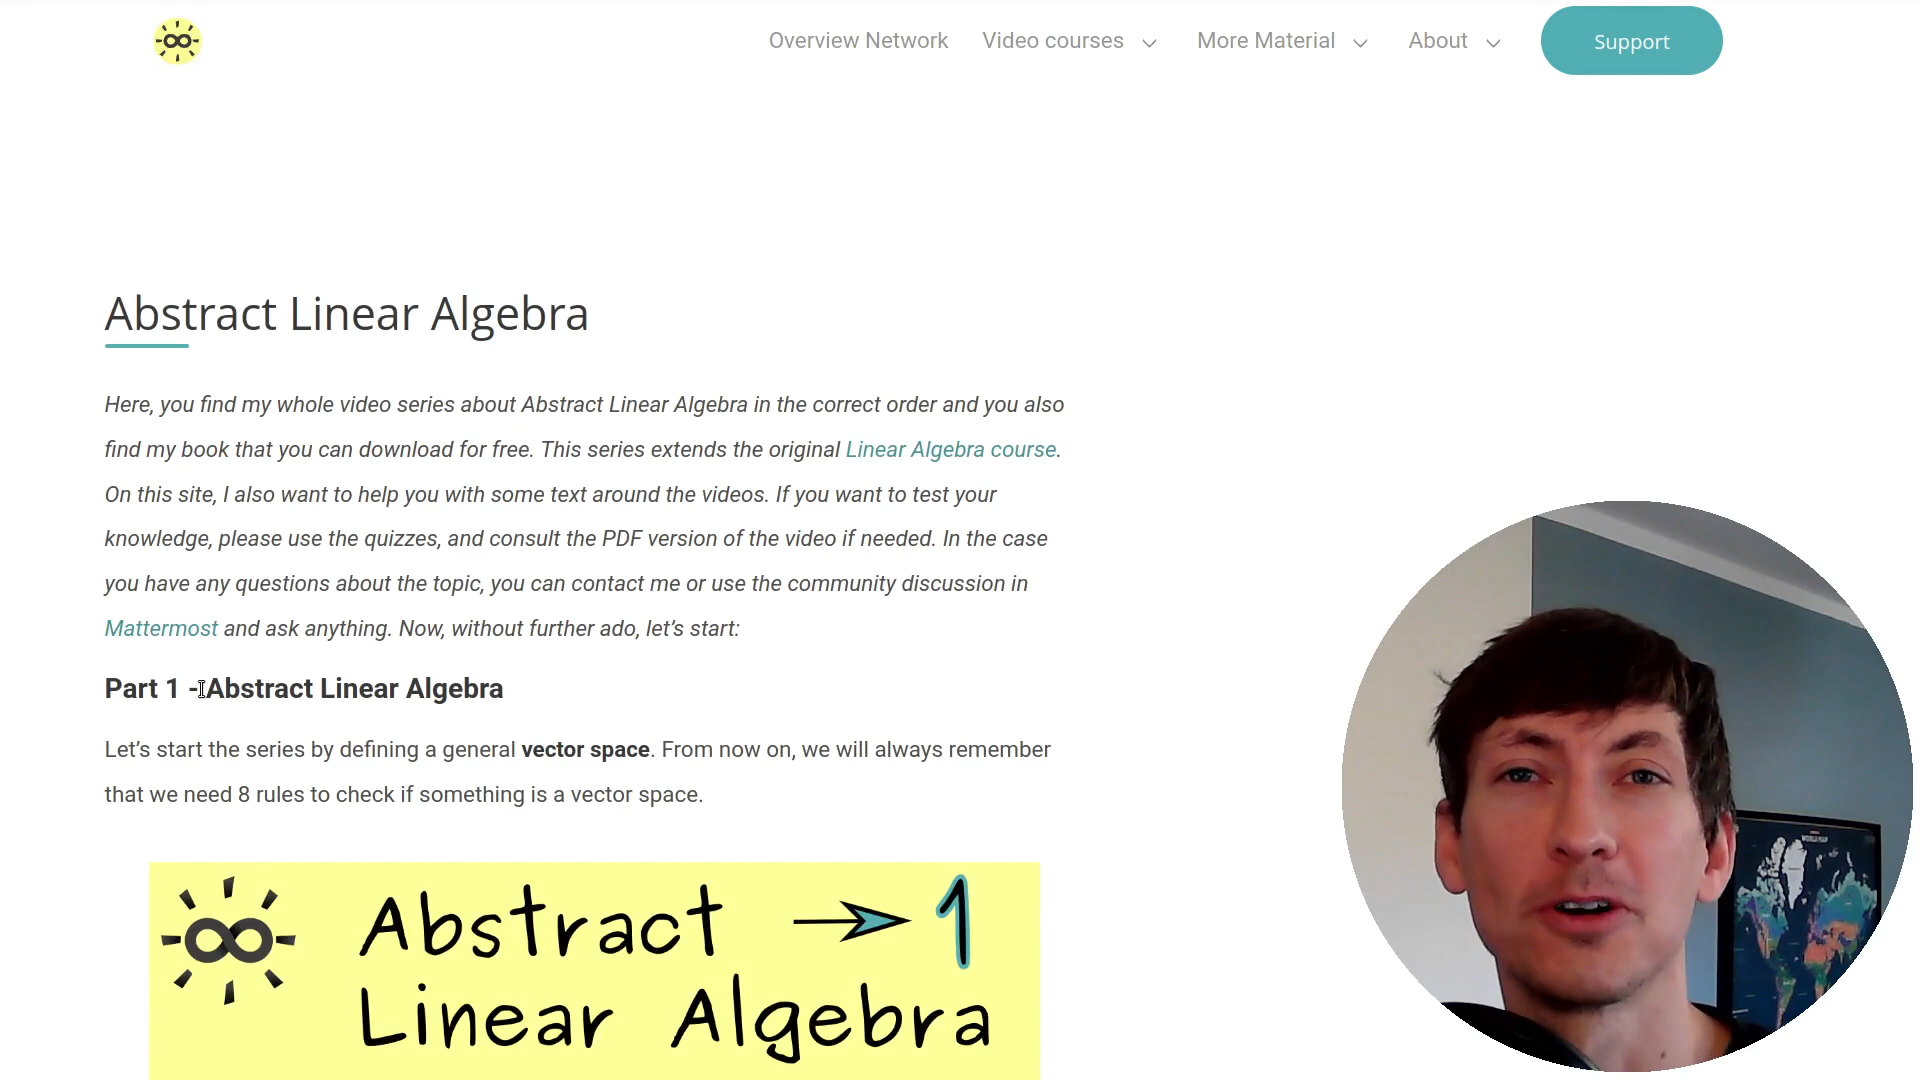 Overview Network Video courses More Material About Support
Abstract Linear Algebra
Here, you find my whole video series about Abstract Linear Algebra in the correct order and you also
find my book that you can download for free. This series extends the original Linear Algebra course.
On this site, I also want to help you with some text around the videos. If you want to test your
knowledge, please use the quizzes, and consult the PDF version of the video if needed. In the case
you have any questions about the topic, you can contact me or use the community discussion in
Mattermost and ask anything. Now, without further ado, let’s start:
Part 1 - Abstract Linear Algebra
Let’s start the series by defining a general vector space. From now on, we will always remember
that we need 8 rules to check if something is a vector space.
Abstract → 1
Linear Algebra
WORLD MAP